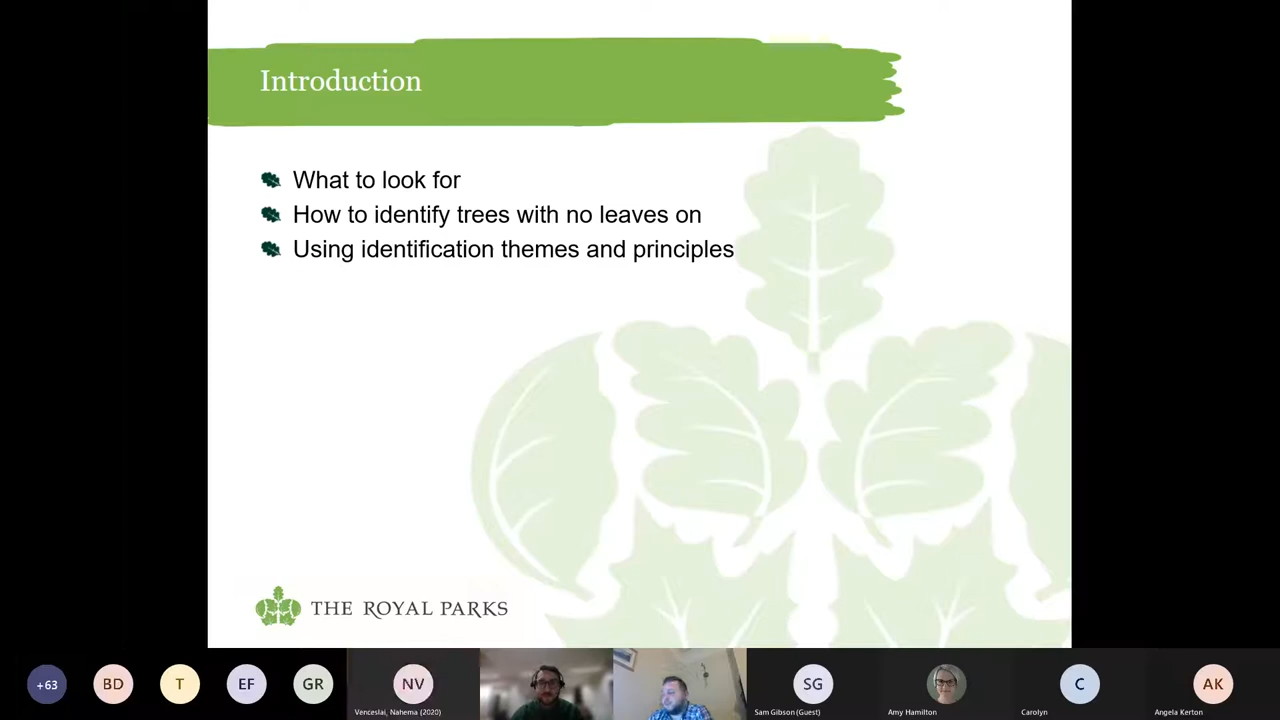 Introduction
What to look for
How to identify trees with no leaves on
Using identification themes and principles
THE ROYAL PARKS
+63
BD
T
EF
GR
NV
SG
C
AK
Venceslai, Nahema (2020)
Sam Gibson (Guest)
Amy Hamilton
Carolyn
Angela Kerton